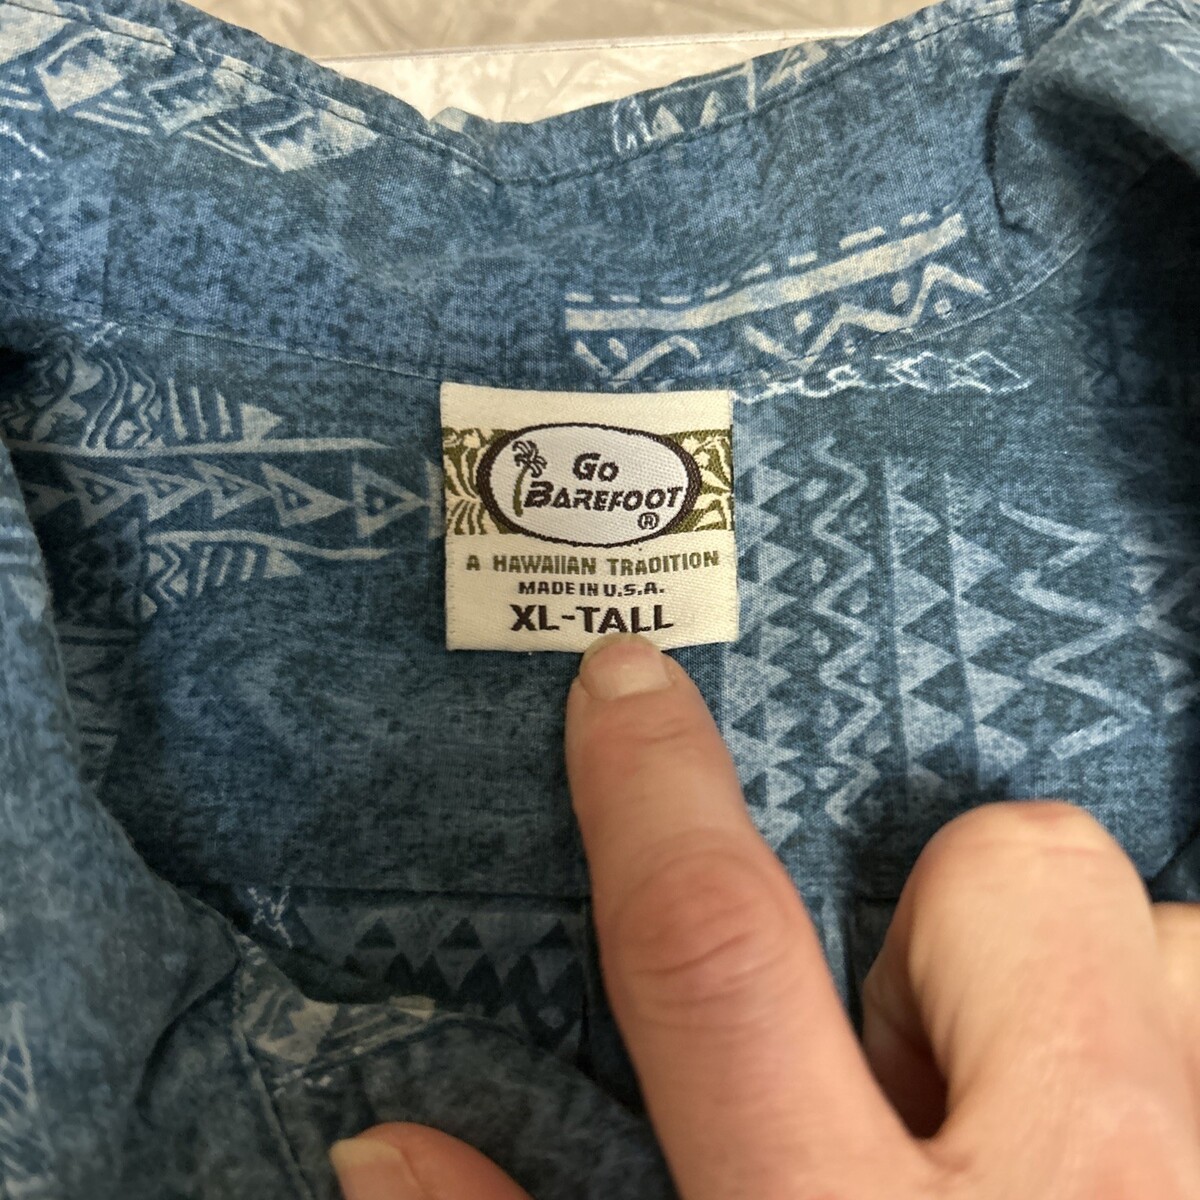 Go
BAREFOOT
®
A HAWAIIAN TRADITION
MADE IN U.S.A.
XL-TALL